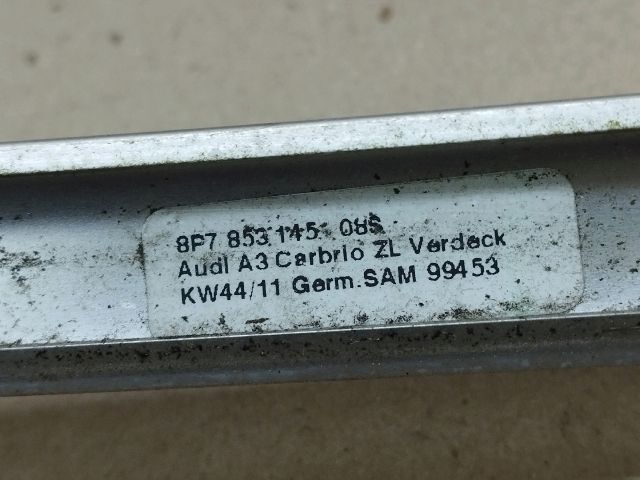 8P7 853 145 08S
Audi A3 Carbrio ZL Verdeck
KW44/11 Germ.SAM 99453